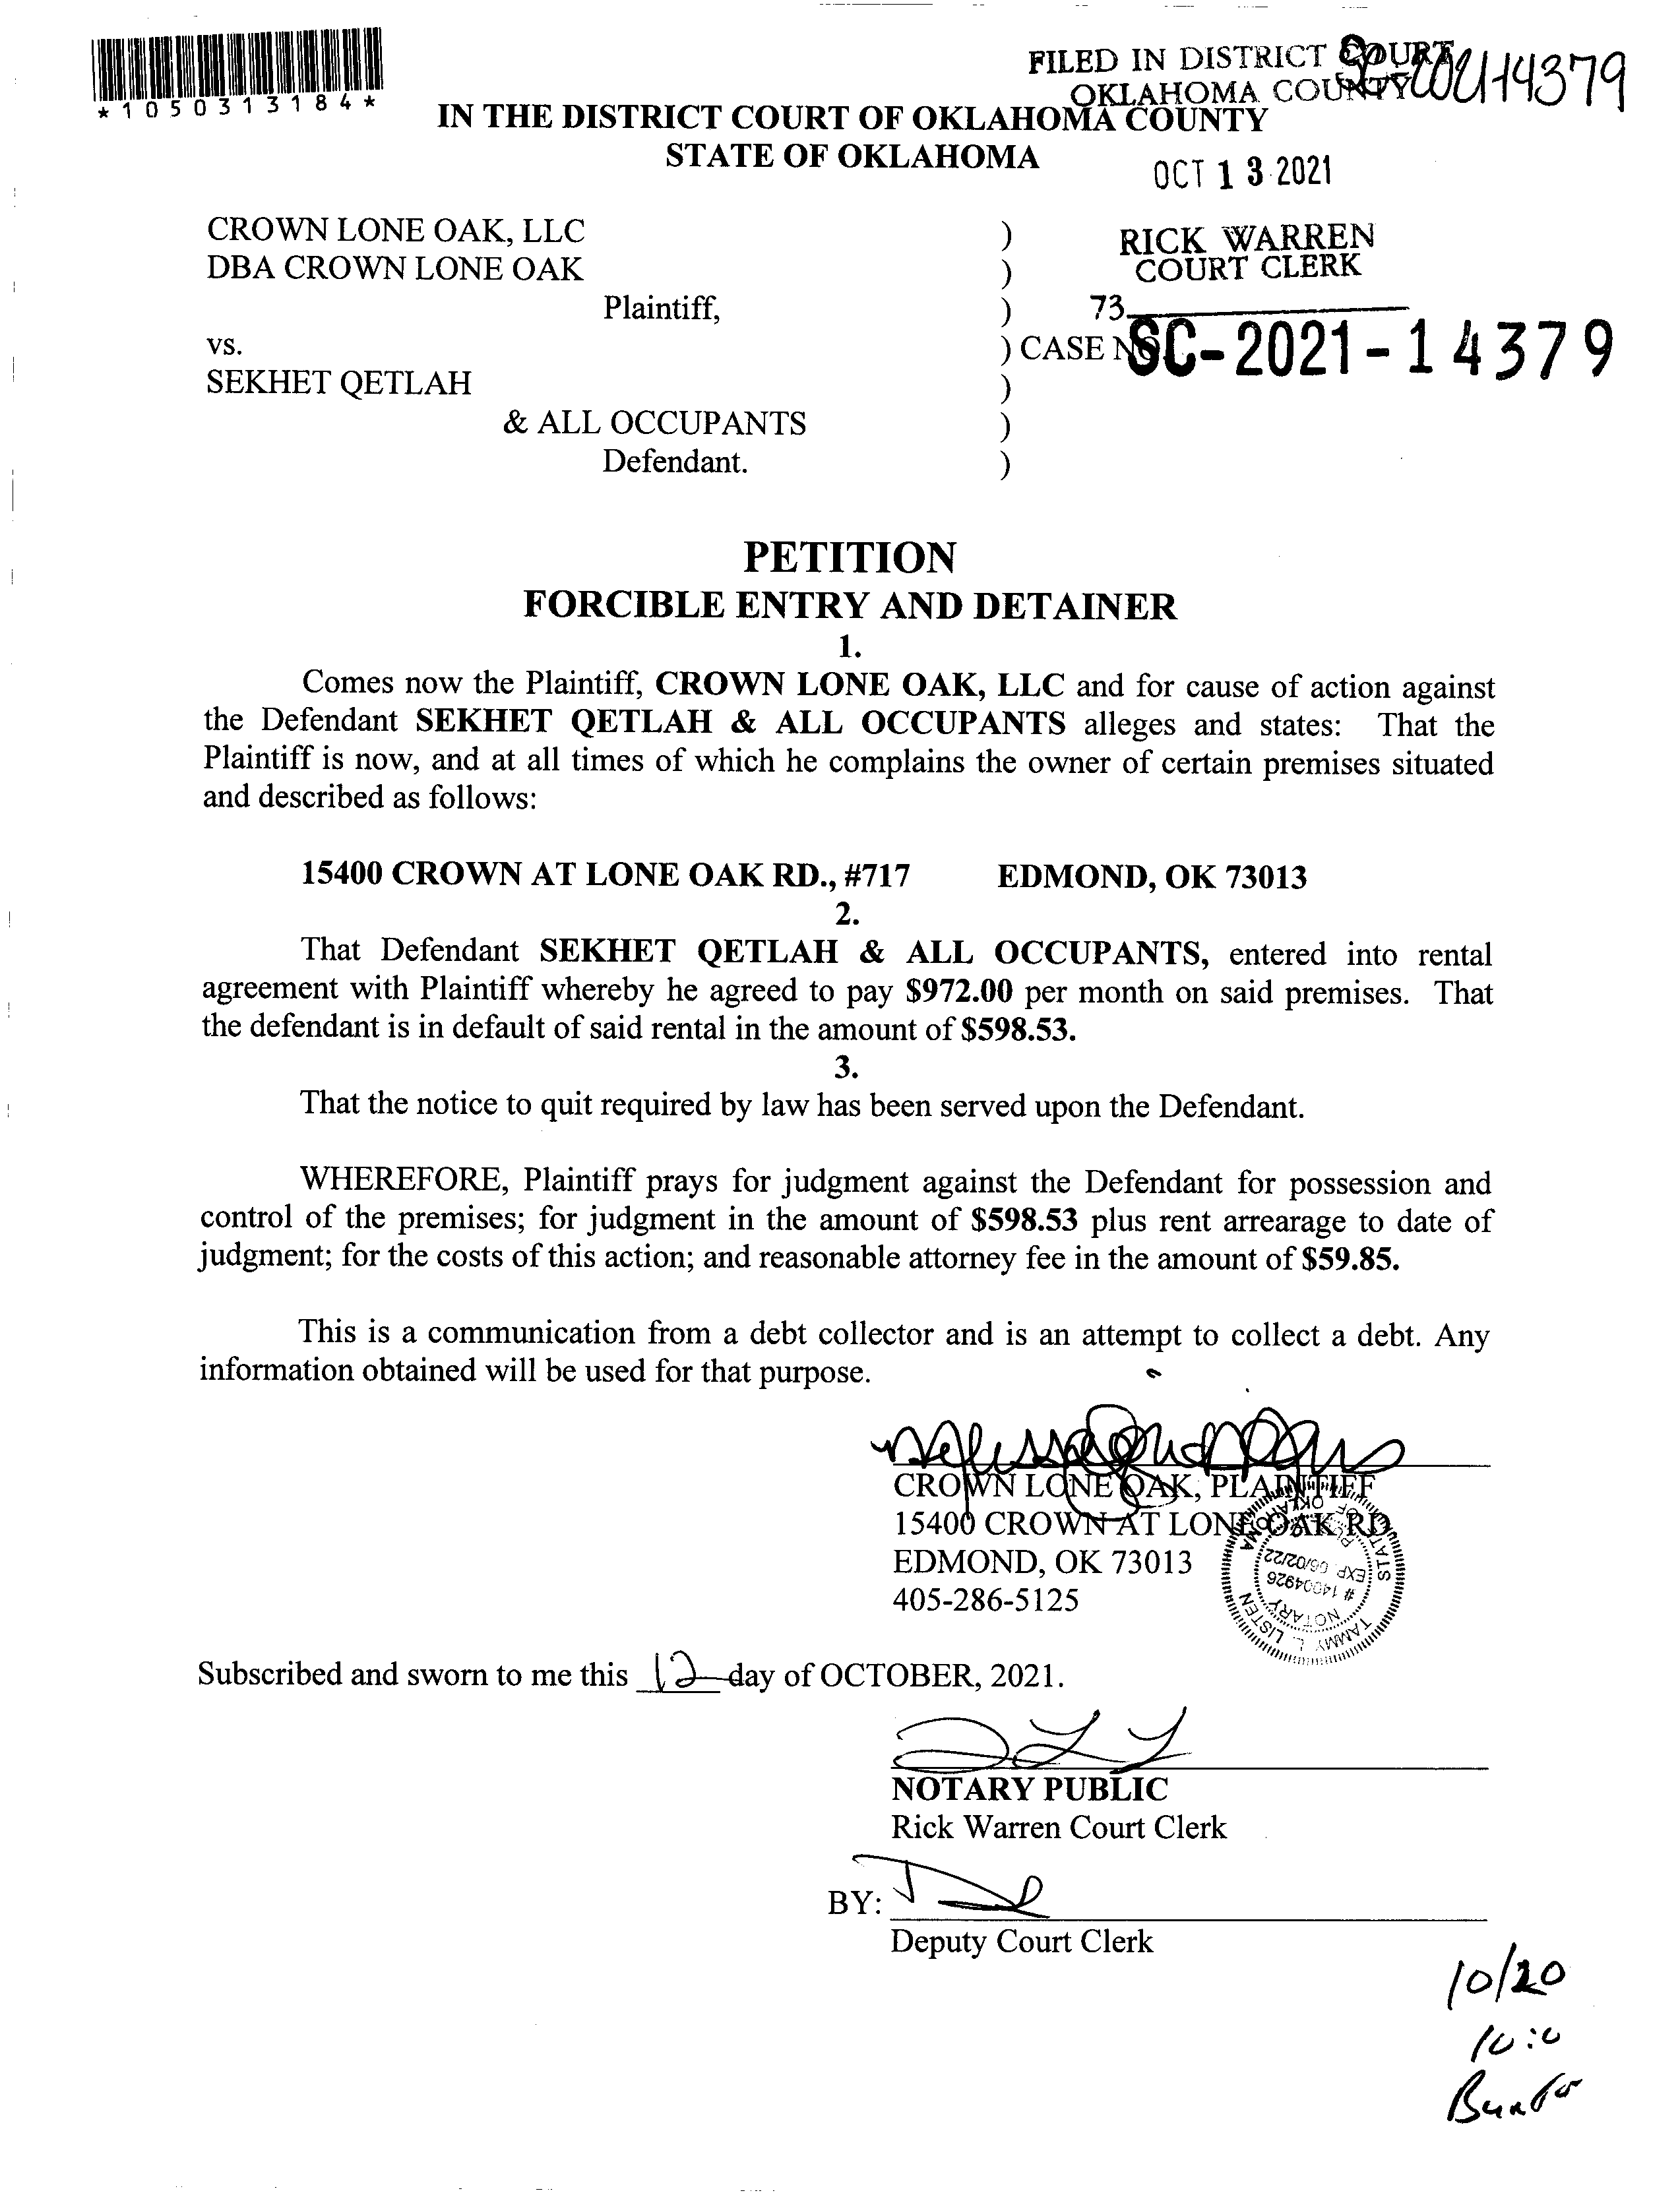 *1050313184*
FILED IN DISTRICT COURT
OKLAHOMA COUNTY
IN THE DISTRICT COURT OF OKLAHOMA COUNTY
STATE OF OKLAHOMA
OCT 13 2021
CROWN LONE OAK, LLC )
DBA CROWN LONE OAK )
Plaintiff, )
RICK WARREN
COURT CLERK
73
vs. ) CASE NO. SC-2021-14379
SEKHET QETLAH )
& ALL OCCUPANTS )
Defendant. )
PETITION
FORCIBLE ENTRY AND DETAINER
1.
Comes now the Plaintiff, CROWN LONE OAK, LLC and for cause of action against
the Defendant SEKHET QETLAH & ALL OCCUPANTS alleges and states: That the
Plaintiff is now, and at all times of which he complains the owner of certain premises situated
and described as follows:
15400 CROWN AT LONE OAK RD., #717 EDMOND, OK 73013
2.
That Defendant SEKHET QETLAH & ALL OCCUPANTS, entered into rental
agreement with Plaintiff whereby he agreed to pay $972.00 per month on said premises. That
the defendant is in default of said rental in the amount of $598.53.
3.
That the notice to quit required by law has been served upon the Defendant.
WHEREFORE, Plaintiff prays for judgment against the Defendant for possession and
control of the premises; for judgment in the amount of $598.53 plus rent arrearage to date of
judgment; for the costs of this action; and reasonable attorney fee in the amount of $59.85.
This is a communication from a debt collector and is an attempt to collect a debt. Any
information obtained will be used for that purpose.
CROWN LONE OAK, PLAINTIFF
15400 CROWN AT LONE OAK RD
EDMOND, OK 73013
405-286-5125
TAMMY L. LISTEN
STATE OF OKLAHOMA
NOTARY
# 14004926
EXP. 06/02/22
Subscribed and sworn to me this 12 day of OCTOBER, 2021.
NOTARY PUBLIC
Rick Warren Court Clerk
BY:
Deputy Court Clerk
10/20